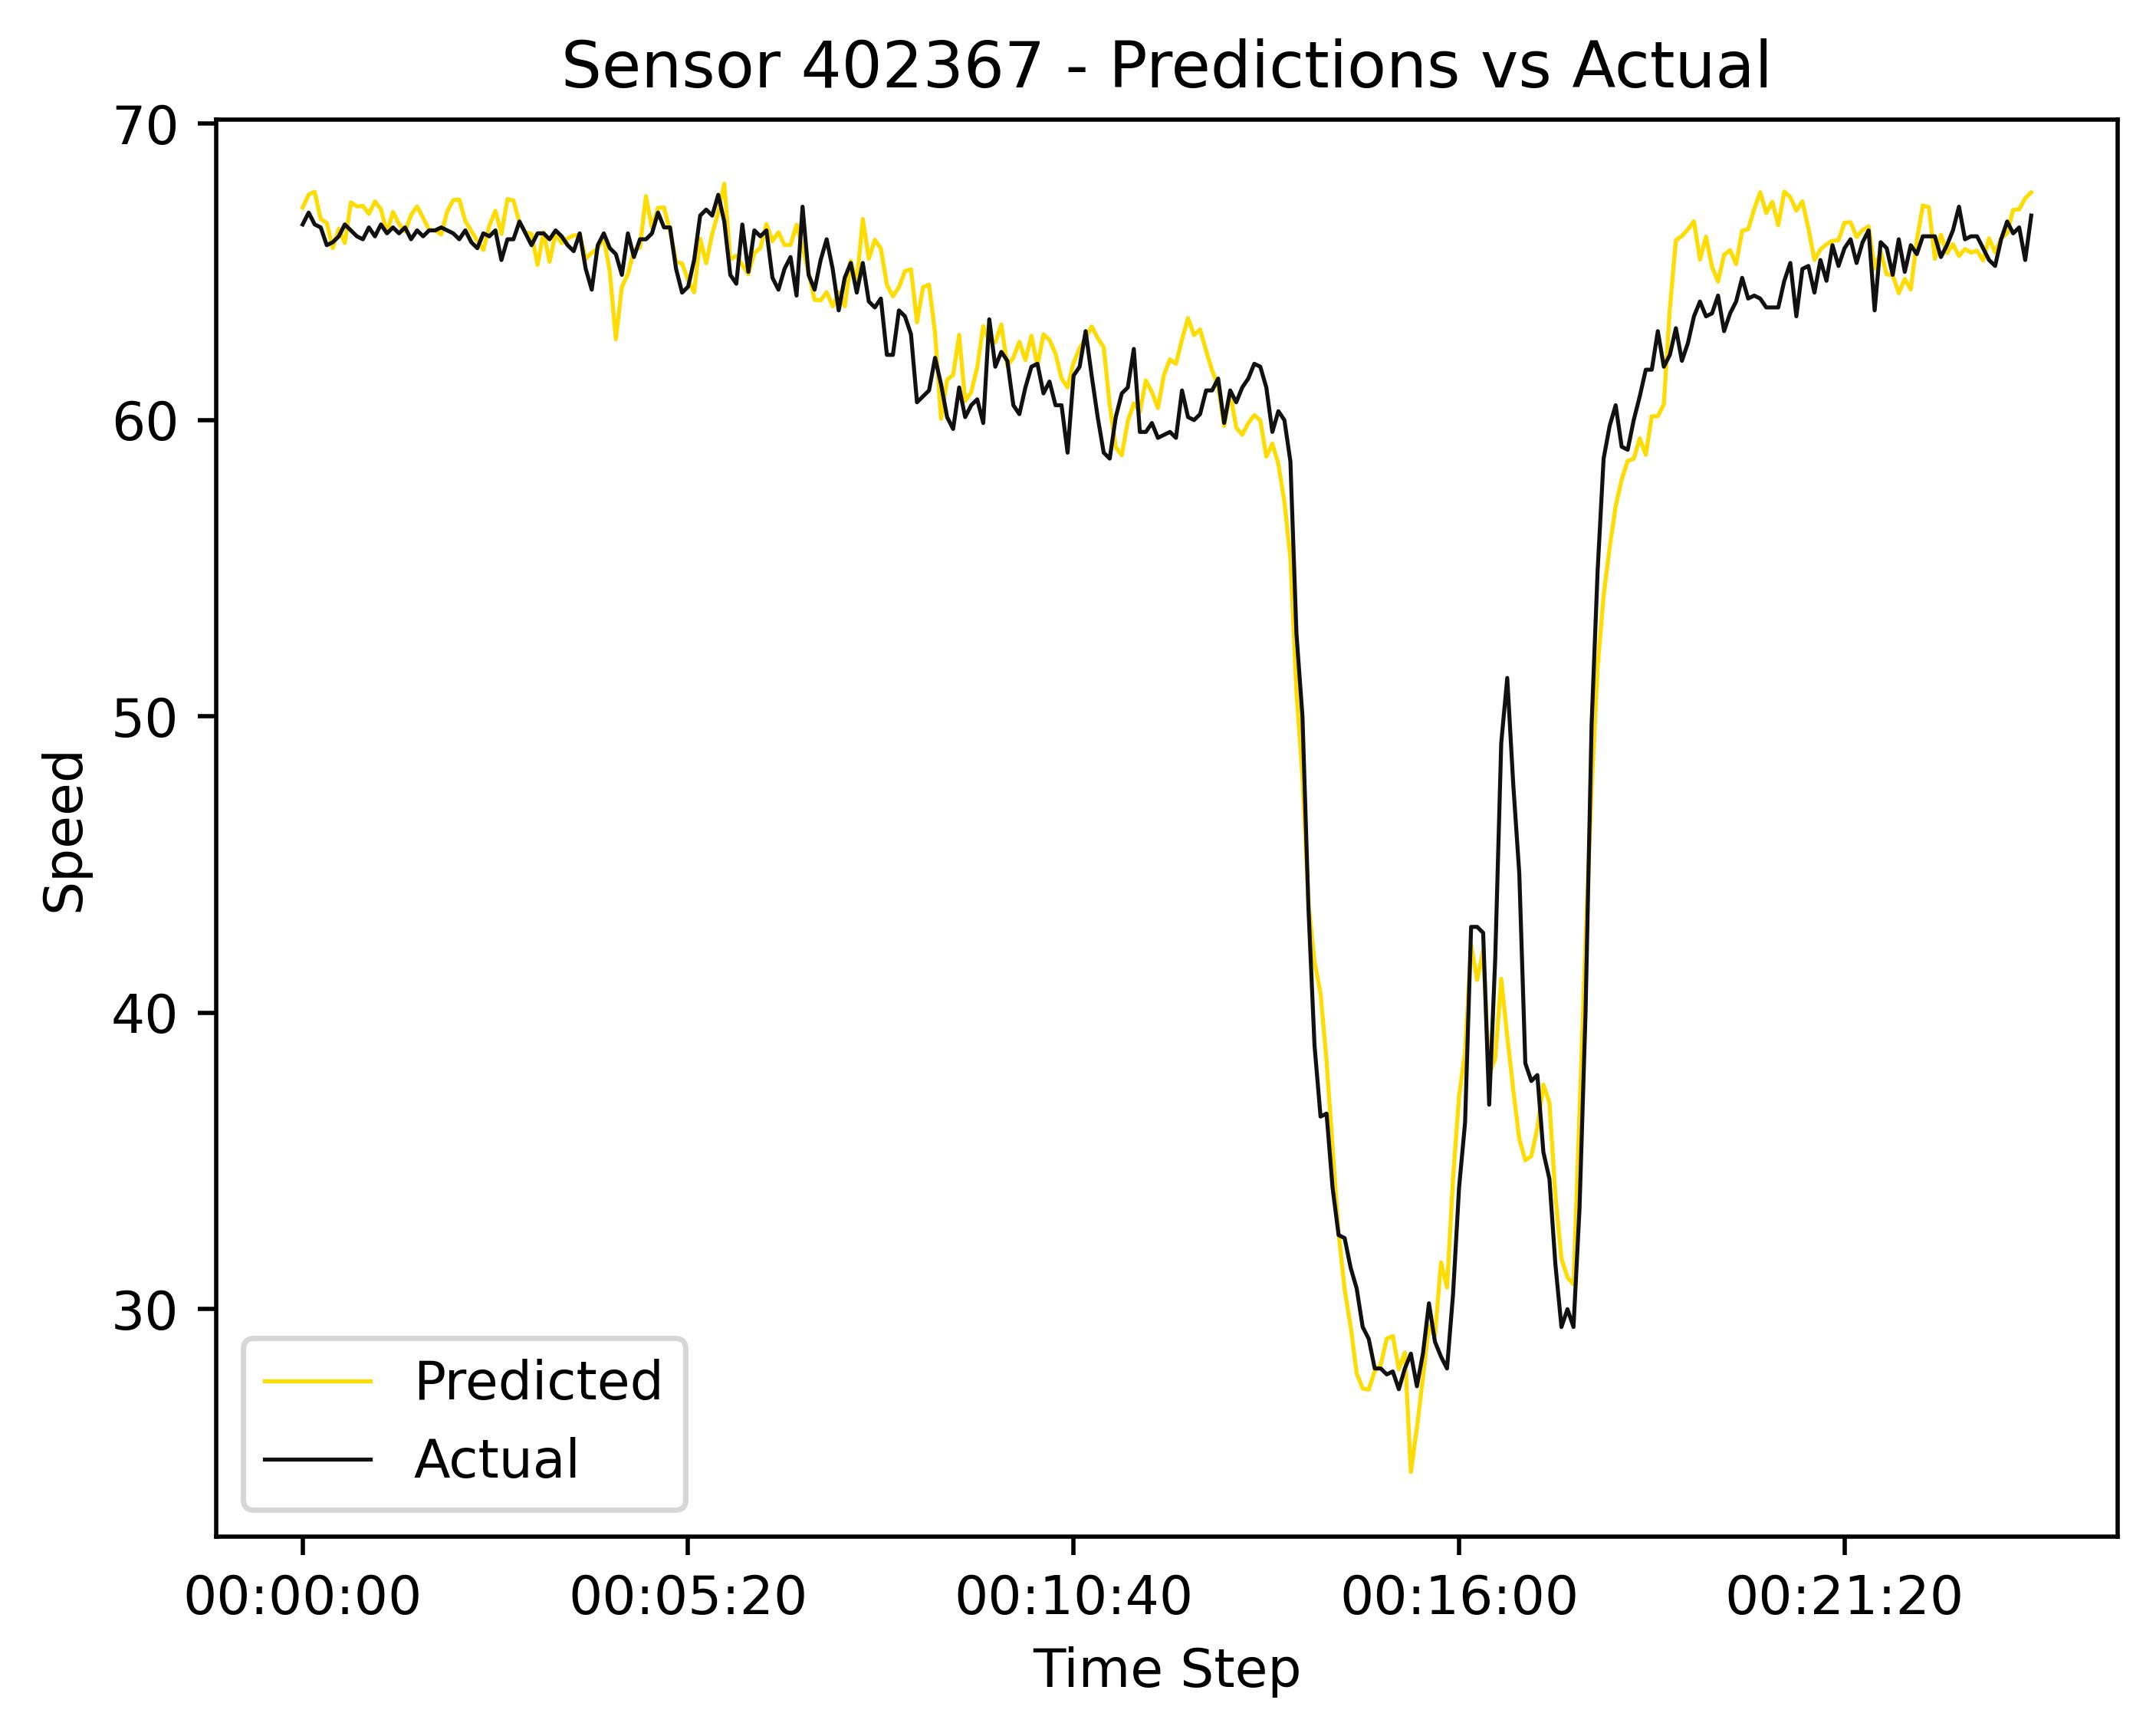 Sensor 402367 - Predictions vs Actual
70
60
50
40
30
Speed
Predicted
Actual
00:00:00 00:05:20 00:10:40 00:16:00 00:21:20
Time Step